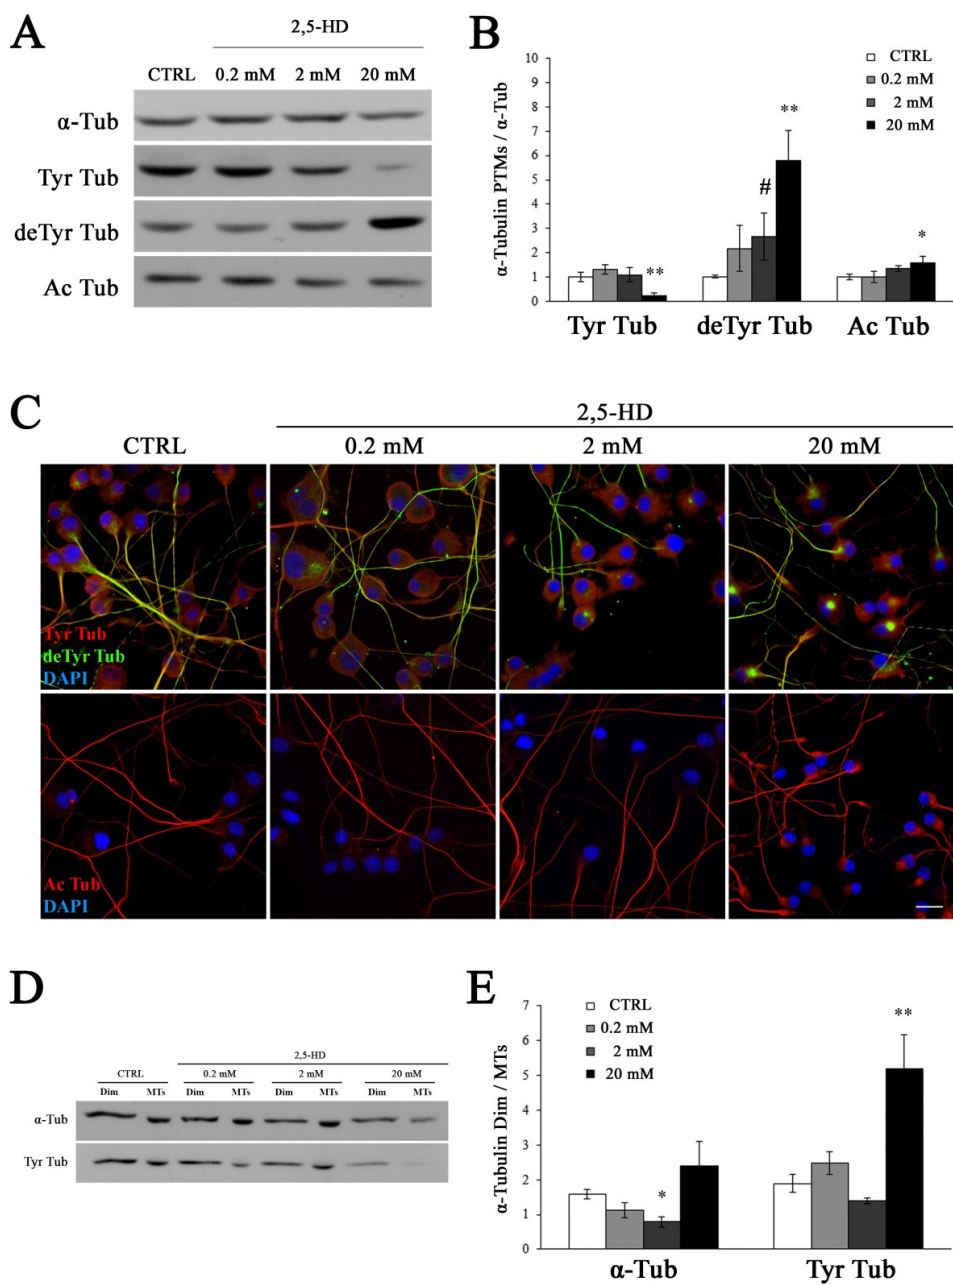 A
2,5-HD
CTRL 0.2 mM 2 mM 20 mM
α-Tub
Tyr Tub
deTyr Tub
Ac Tub
B
α-Tubulin PTMs / α-Tub
10
9
8
7
6
5
4
3
2
1
0
CTRL
0.2 mM
2 mM
20 mM
**
#
**
*
Tyr Tub deTyr Tub Ac Tub
C
2,5-HD
CTRL 0.2 mM 2 mM 20 mM
Tyr Tub
deTyr Tub
DAPI
Ac Tub
DAPI
D
2,5-HD
CTRL 0.2 mM 2 mM 20 mM
Dim MTs Dim MTs Dim MTs Dim MTs
α-Tub
Tyr Tub
E
α-Tubulin Dim / MTs
7
6
5
4
3
2
1
0
CTRL
0.2 mM
2 mM
20 mM
**
*
α-Tub Tyr Tub